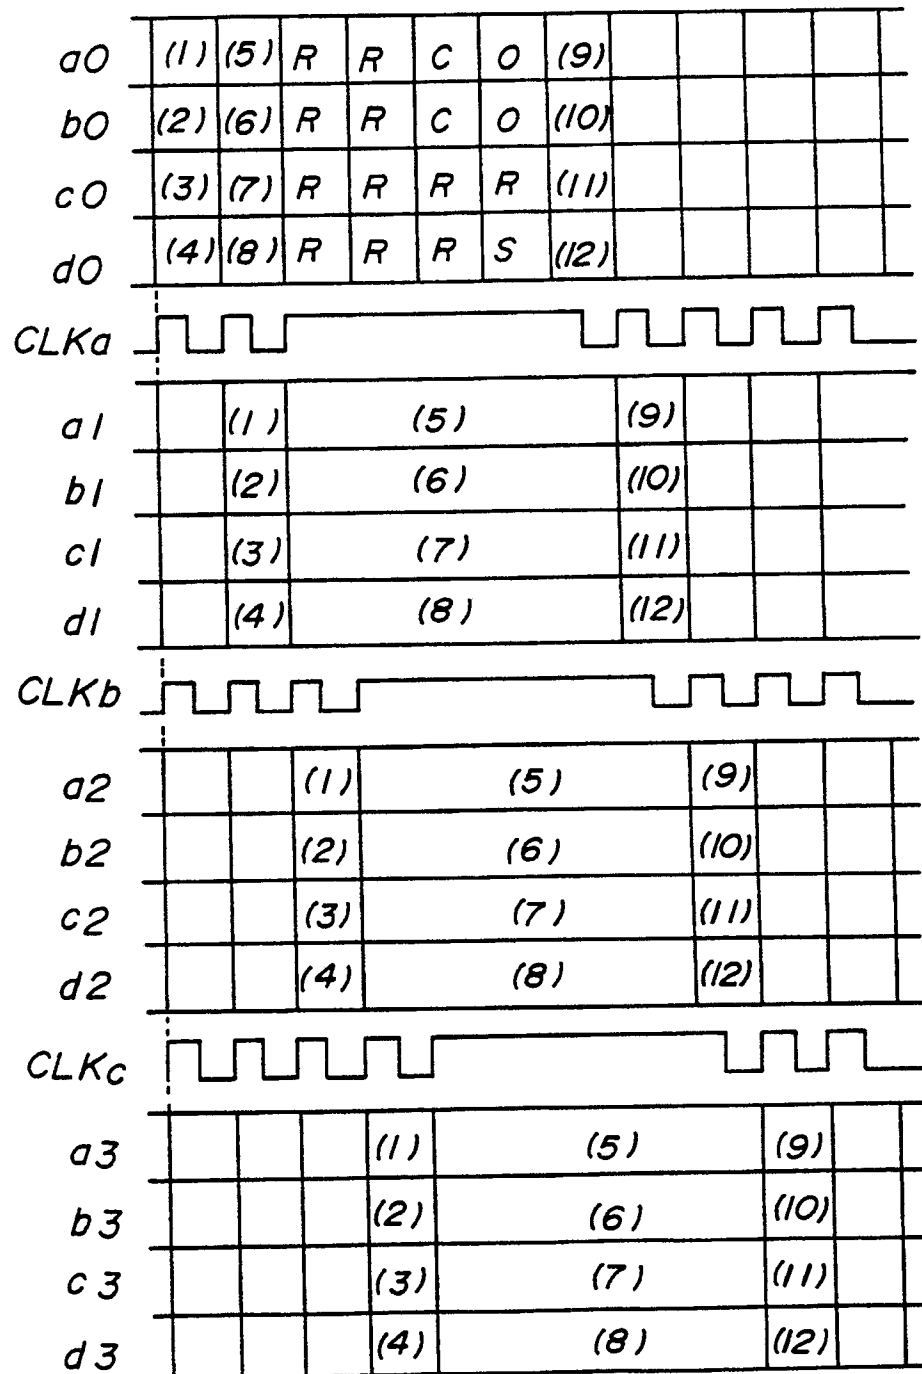 a0 (1) (5) R R C O (9)
b0 (2) (6) R R C O (10)
c0 (3) (7) R R R R (11)
d0 (4) (8) R R R S (12)
CLKa
a1 (1) (5) (9)
b1 (2) (6) (10)
c1 (3) (7) (11)
d1 (4) (8) (12)
CLKb
a2 (1) (5) (9)
b2 (2) (6) (10)
c2 (3) (7) (11)
d2 (4) (8) (12)
CLKc
a3 (1) (5) (9)
b3 (2) (6) (10)
c3 (3) (7) (11)
d3 (4) (8) (12)